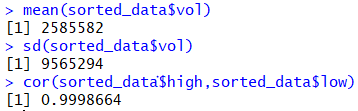 > mean(sorted_data$vol)
[1] 2585582
> sd(sorted_data$vol)
[1] 9565294
> cor(sorted_data$high,sorted_data$low)
[1] 0.9998664